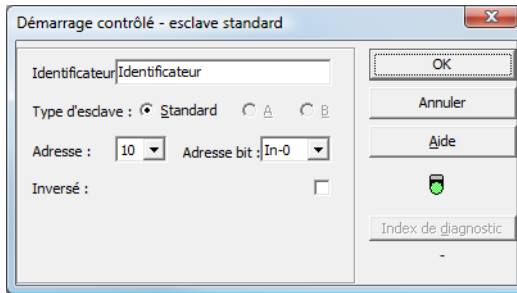 Démarrage contrôlé - esclave standard
Identificateur Identificateur
Type d'esclave : Standard A B
Adresse : 10 Adresse bit : In-0
Inversé :
OK
Annuler
Aide
Index de diagnostic
-